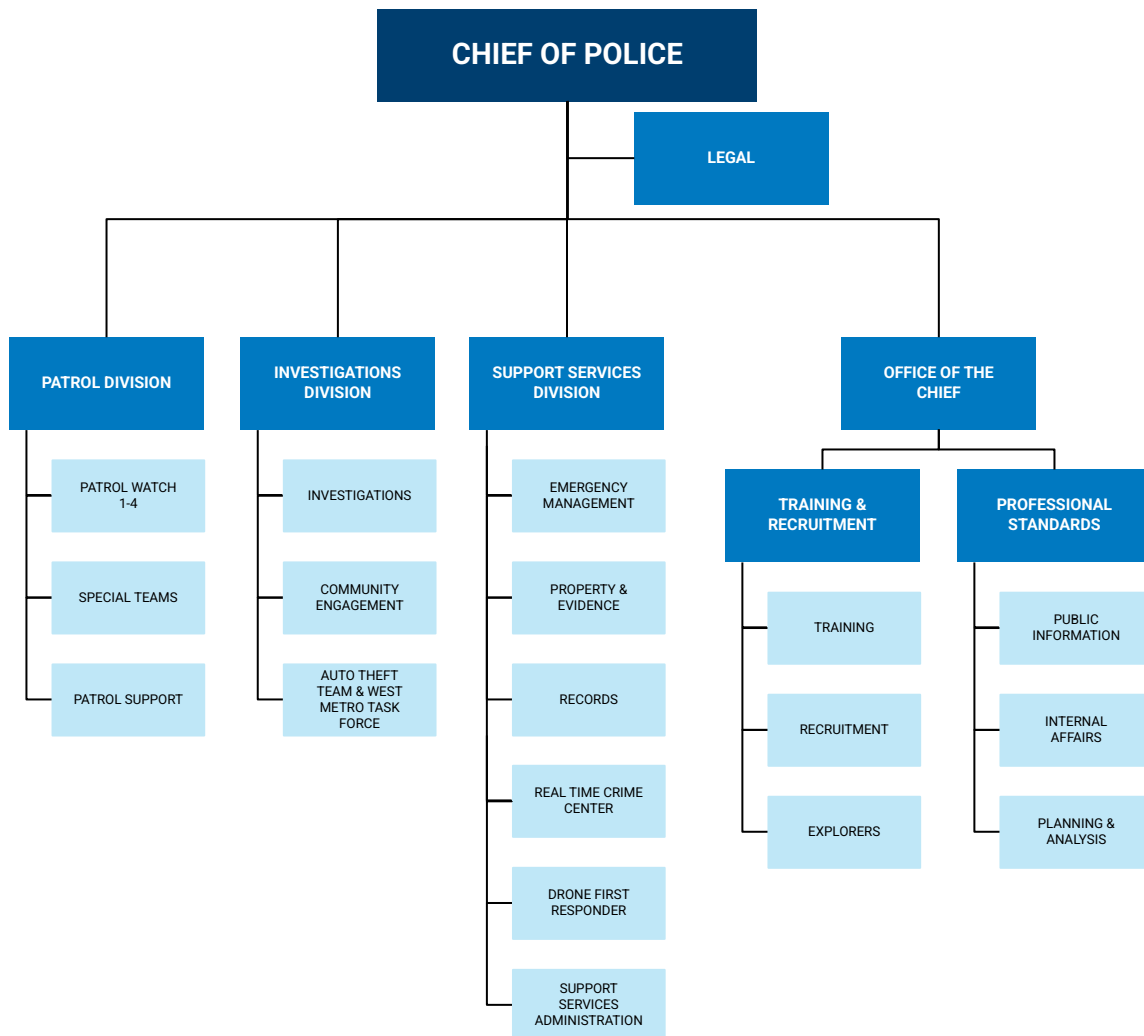 CHIEF OF POLICE
LEGAL
PATROL DIVISION
INVESTIGATIONS
DIVISION
SUPPORT SERVICES
DIVISION
OFFICE OF THE
CHIEF
PATROL WATCH
1-4
SPECIAL TEAMS
PATROL SUPPORT
INVESTIGATIONS
COMMUNITY
ENGAGEMENT
AUTO THEFT
TEAM & WEST
METRO TASK
FORCE
EMERGENCY
MANAGEMENT
PROPERTY &
EVIDENCE
RECORDS
REAL TIME CRIME
CENTER
DRONE FIRST
RESPONDER
SUPPORT
SERVICES
ADMINISTRATION
TRAINING &
RECRUITMENT
TRAINING
RECRUITMENT
EXPLORERS
PROFESSIONAL
STANDARDS
PUBLIC
INFORMATION
INTERNAL
AFFAIRS
PLANNING &
ANALYSIS